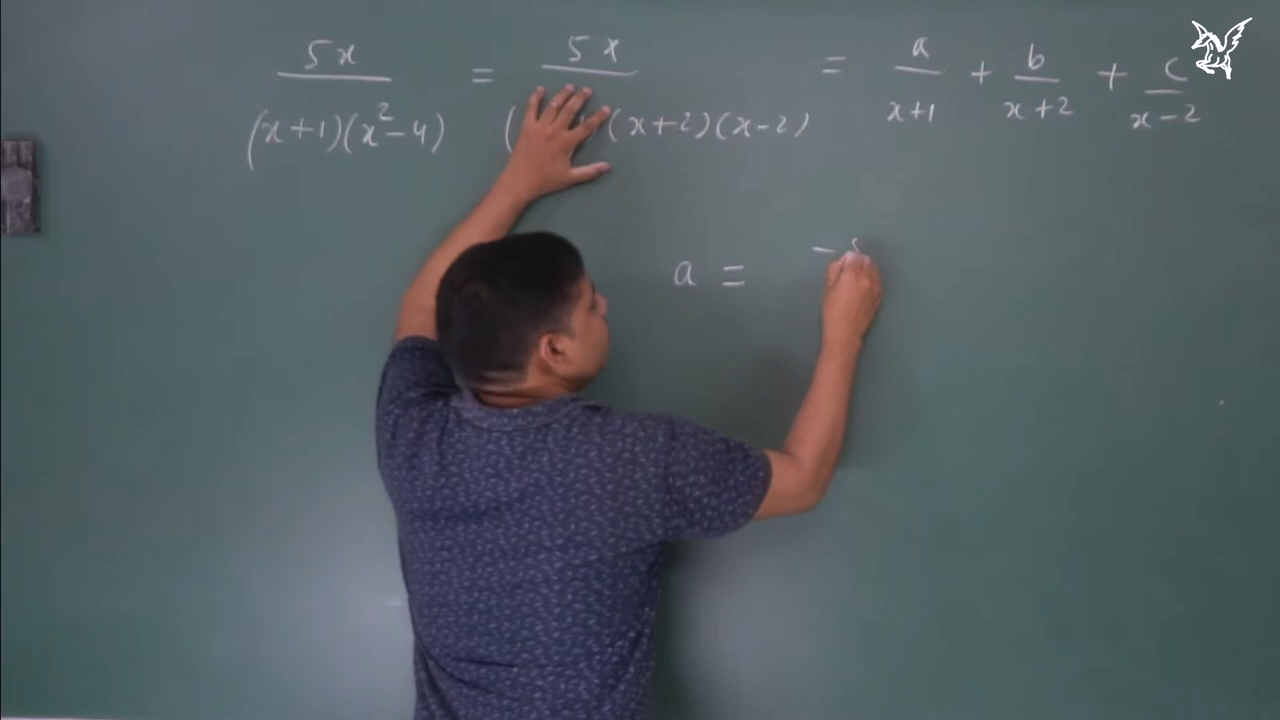 5x = 5x = a + b + c
(x+1)(x²-4) ( (x+2)(x-2) x+1 x+2 x-2
a = -